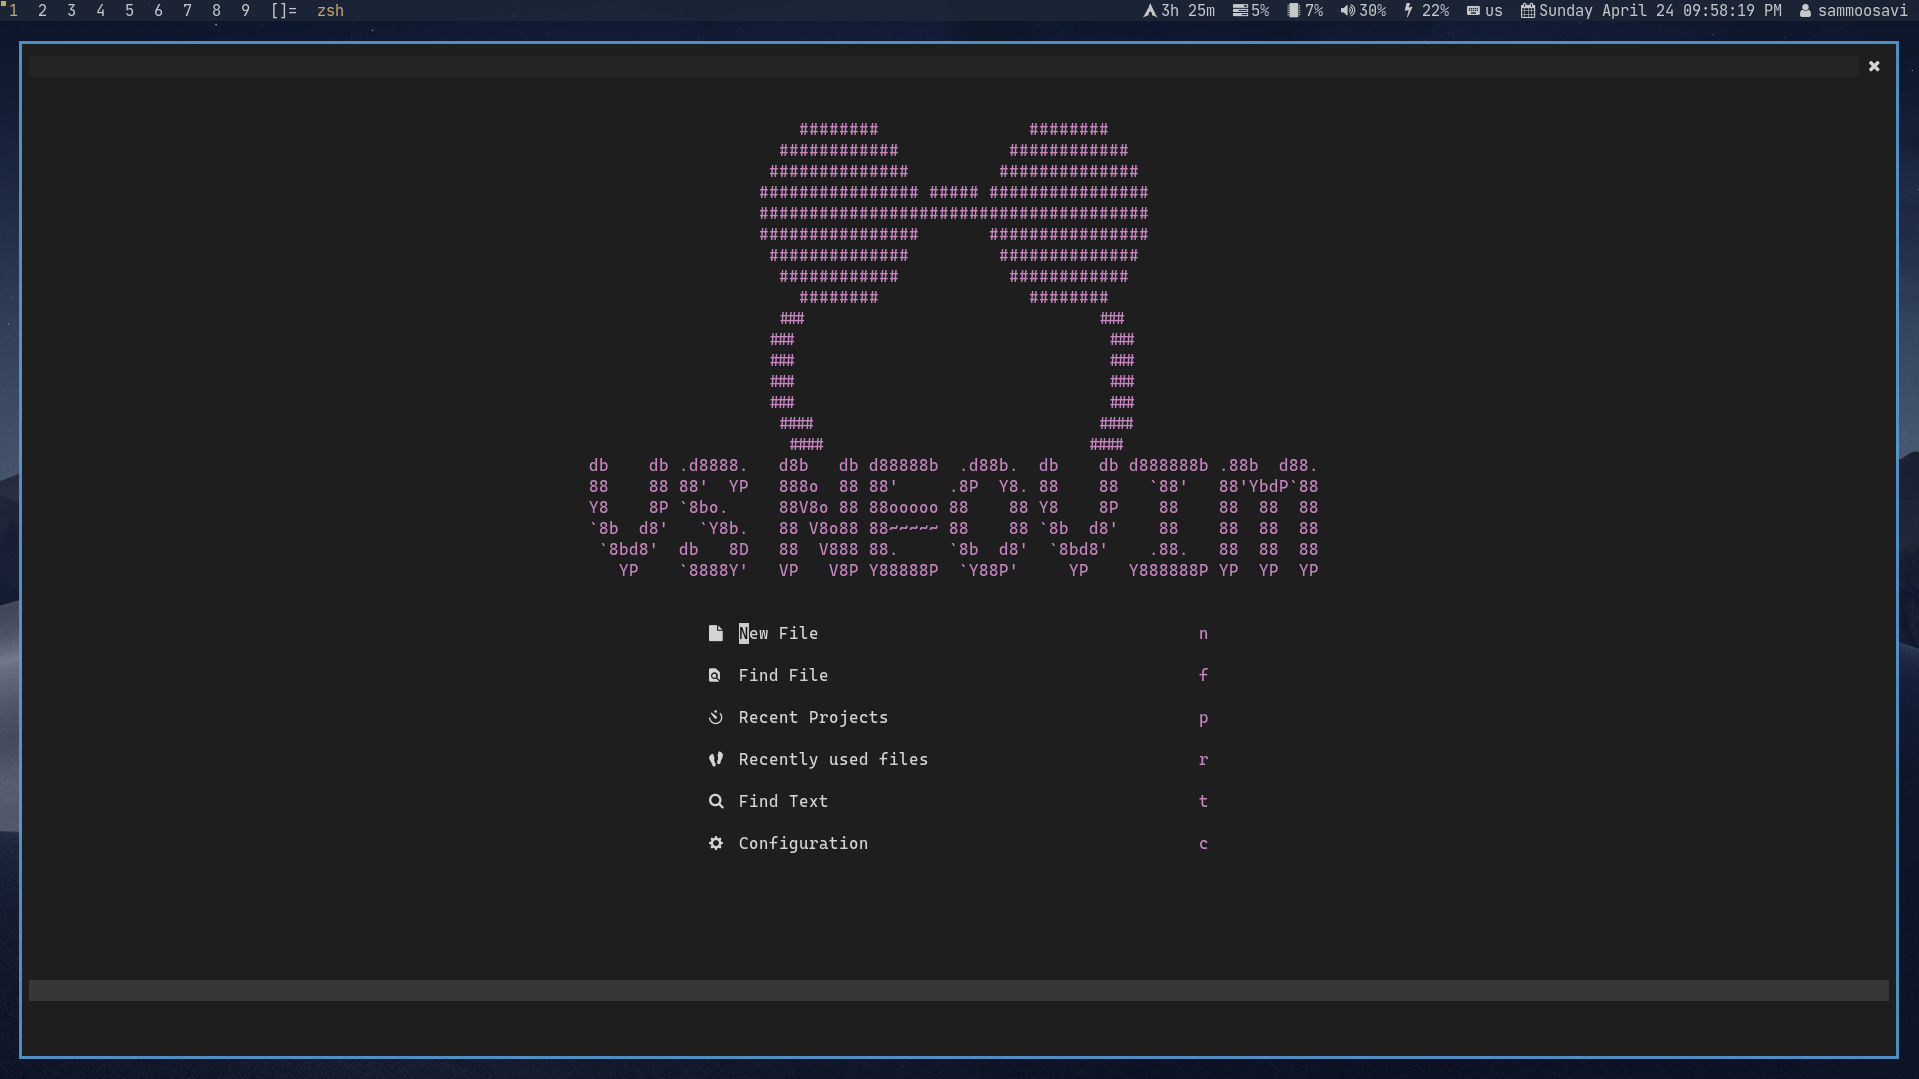 1 2 3 4 5 6 7 8 9 []= zsh 3h 25m 5% 7% 30% 22% us Sunday April 24 09:58:19 PM sammoosavi
######## ########
############ ############
############## ##############
################ ##### ################
#######################################
################ ################
############## ##############
############ ############
######## ########
### ###
### ###
### ###
### ###
### ###
#### ####
#### ####
db    db .d8888.   d8b   db d88888b  .d88b.  db    db d888888b .88b  d88.
88    88 88'  YP   888o  88 88'     .8P  Y8. 88    88   `88'   88'YbdP`88
Y8    8P `8bo.     88V8o 88 88ooooo 88    88 Y8    8P    88    88  88  88
`8b  d8'   `Y8b.   88 V8o88 88~~~~~ 88    88 `8b  d8'    88    88  88  88
 `8bd8'  db   8D   88  V888 88.     `8b  d8'  `8bd8'    .88.   88  88  88
   YP    `8888Y'   VP   V8P Y88888P  `Y88P'     YP    Y888888P YP  YP  YP
New File n
Find File f
Recent Projects p
Recently used files r
Find Text t
Configuration c